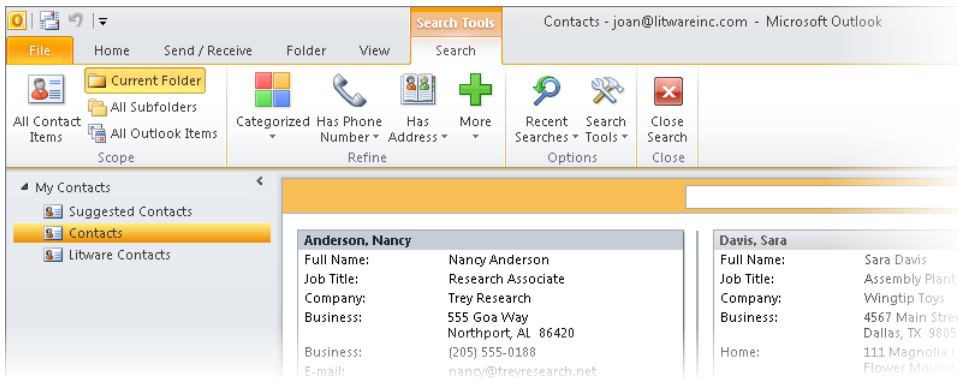 Search Tools
Contacts - joan@litwareinc.com - Microsoft Outlook
File Home Send / Receive Folder View Search
All Contact Items
Current Folder
All Subfolders
All Outlook Items
Scope
Categorized
Has Phone Number
Has Address
More
Refine
Recent Searches
Search Tools
Options
Close Search
Close
My Contacts
Suggested Contacts
Contacts
Litware Contacts
Anderson, Nancy
Full Name: Nancy Anderson
Job Title: Research Associate
Company: Trey Research
Business: 555 Goa Way
Northport, AL 86420
Business: (205) 555-0188
E-mail: nancy@treyresearch.net
Davis, Sara
Full Name: Sara Davis
Job Title: Assembly Plant
Company: Wingtip Toys
Business: 4567 Main Stree
Dallas, TX 9805
Home: 111 Magnolia L
Flower Mound